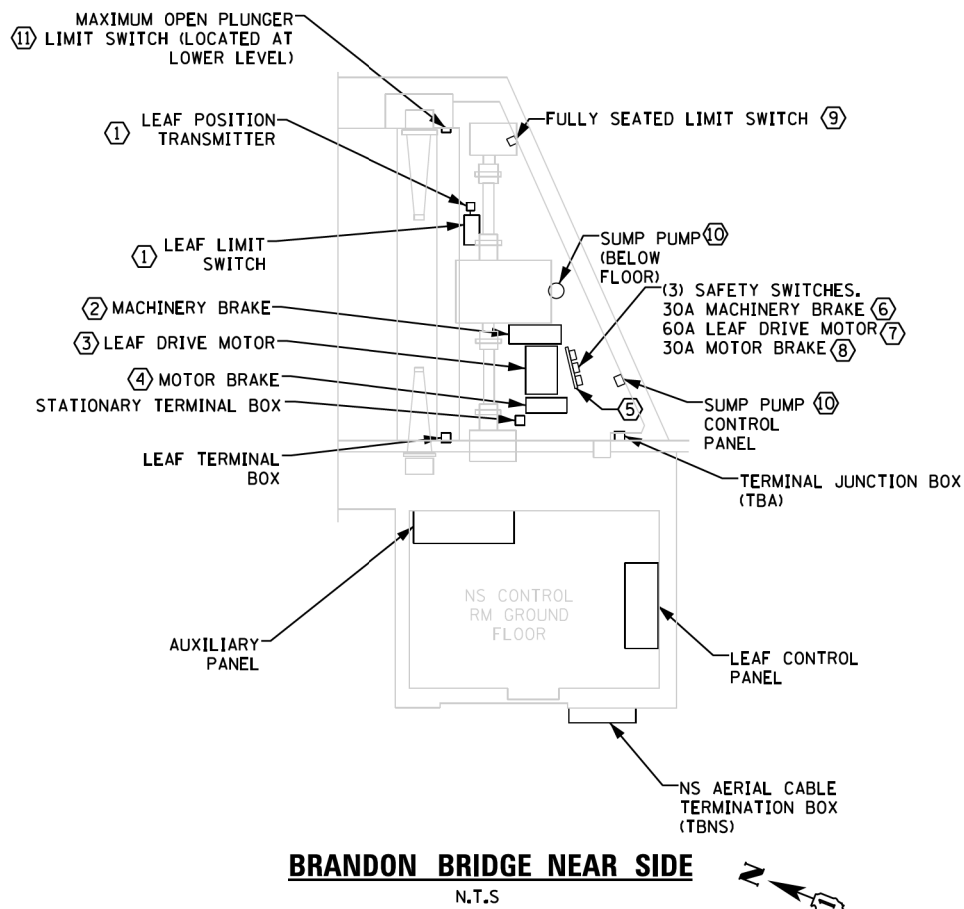 MAXIMUM OPEN PLUNGER
11 LIMIT SWITCH (LOCATED AT
LOWER LEVEL)
1 LEAF POSITION
TRANSMITTER
FULLY SEATED LIMIT SWITCH 9
1 LEAF LIMIT
SWITCH
SUMP PUMP 10
(BELOW
FLOOR)
2 MACHINERY BRAKE
(3) SAFETY SWITCHES.
30A MACHINERY BRAKE 6
60A LEAF DRIVE MOTOR 7
30A MOTOR BRAKE 8
3 LEAF DRIVE MOTOR
4 MOTOR BRAKE
5
STATIONARY TERMINAL BOX
SUMP PUMP 10
CONTROL
PANEL
LEAF TERMINAL
BOX
TERMINAL JUNCTION BOX
(TBA)
NS CONTROL
RM GROUND
FLOOR
AUXILIARY
PANEL
LEAF CONTROL
PANEL
NS AERIAL CABLE
TERMINATION BOX
(TBNS)
BRANDON BRIDGE NEAR SIDE
N.T.S
N